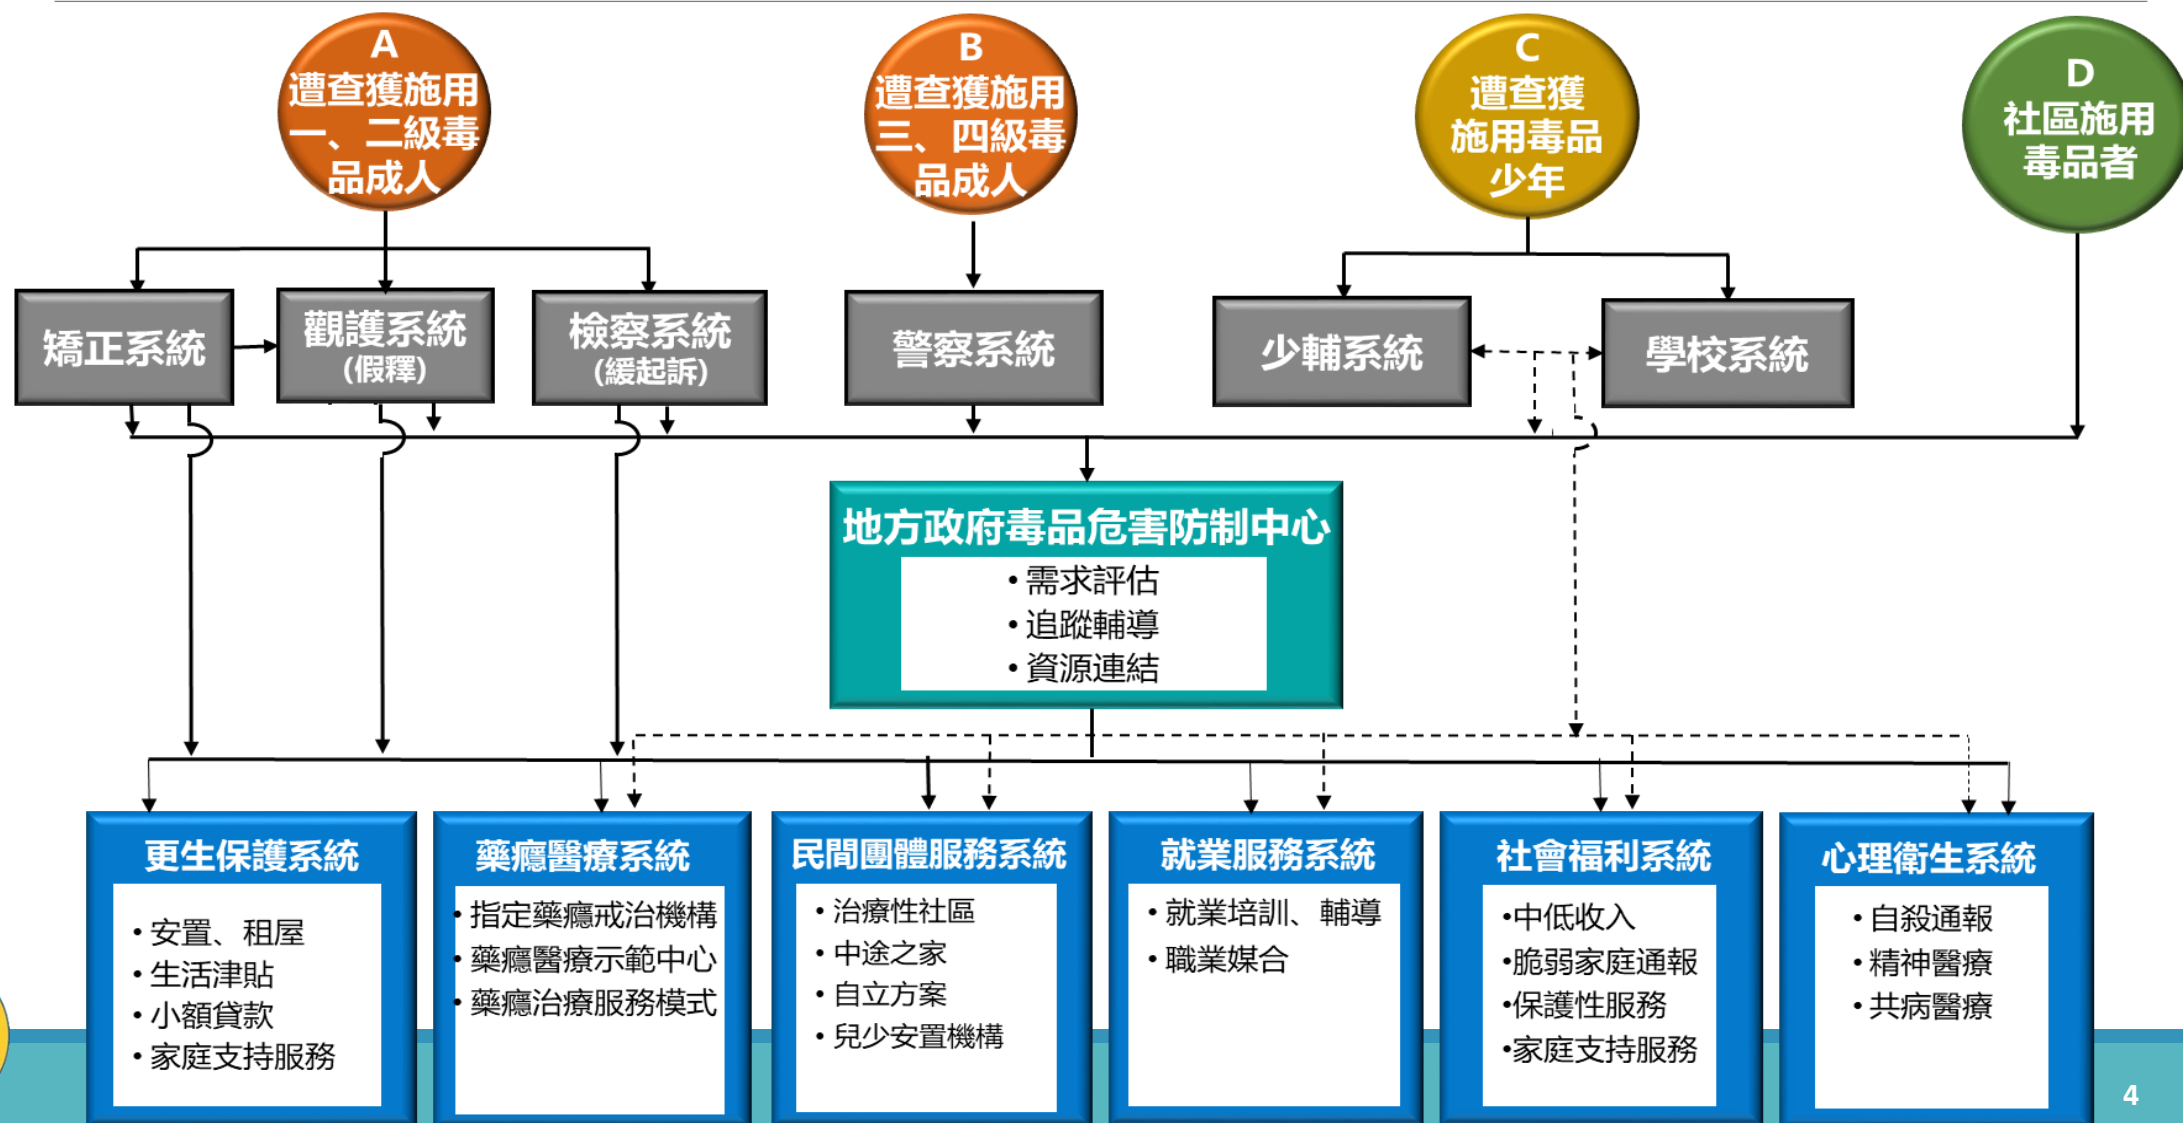 A
遭查獲施用
一、二級毒
品成人
B
遭查獲施用
三、四級毒
品成人
C
遭查獲
施用毒品
少年
D
社區施用
毒品者
矯正系統
觀護系統
(假釋)
檢察系統
(緩起訴)
警察系統
少輔系統
學校系統
地方政府毒品危害防制中心
• 需求評估
• 追蹤輔導
• 資源連結
更生保護系統
• 安置、租屋
• 生活津貼
• 小額貸款
• 家庭支持服務
藥癮醫療系統
• 指定藥癮戒治機構
• 藥癮醫療示範中心
• 藥癮治療服務模式
民間團體服務系統
• 治療性社區
• 中途之家
• 自立方案
• 兒少安置機構
就業服務系統
• 就業培訓、輔導
• 職業媒合
社會福利系統
•中低收入
•脆弱家庭通報
•保護性服務
•家庭支持服務
心理衛生系統
• 自殺通報
• 精神醫療
• 共病醫療
4